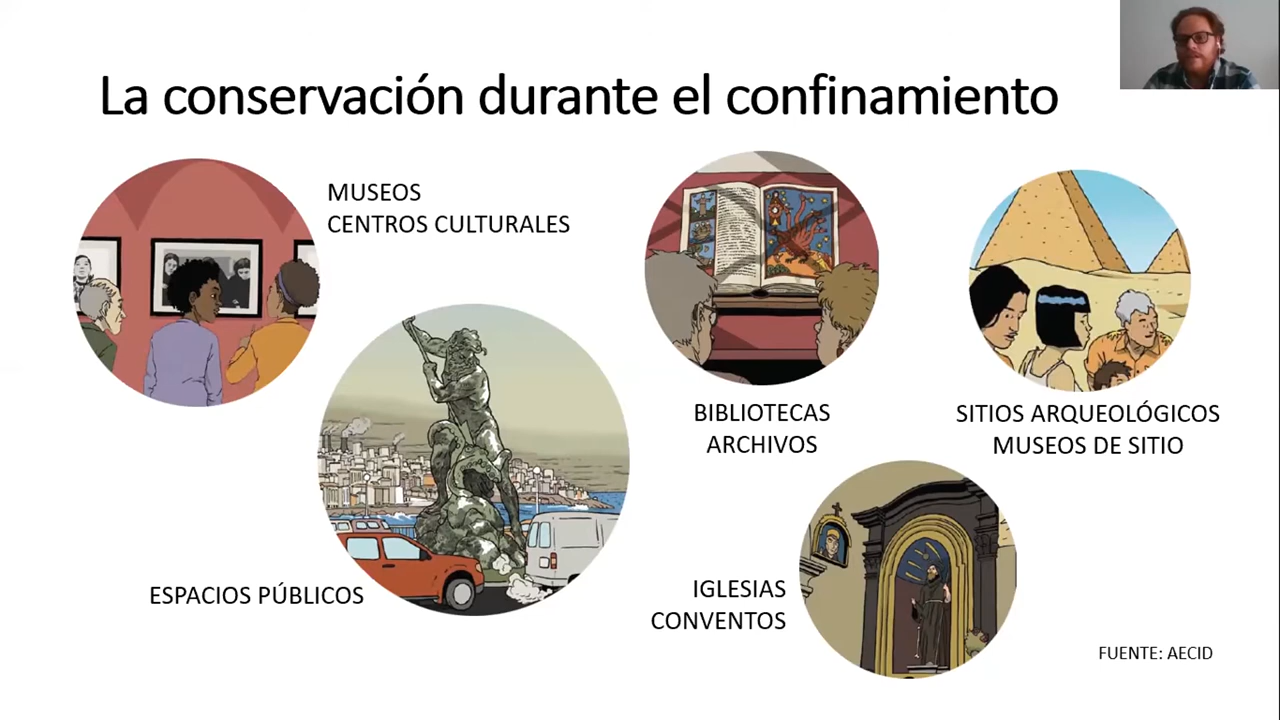 La conservación durante el confinamiento
MUSEOS
CENTROS CULTURALES
BIBLIOTECAS
ARCHIVOS
SITIOS ARQUEOLÓGICOS
MUSEOS DE SITIO
ESPACIOS PÚBLICOS
IGLESIAS
CONVENTOS
FUENTE: AECID